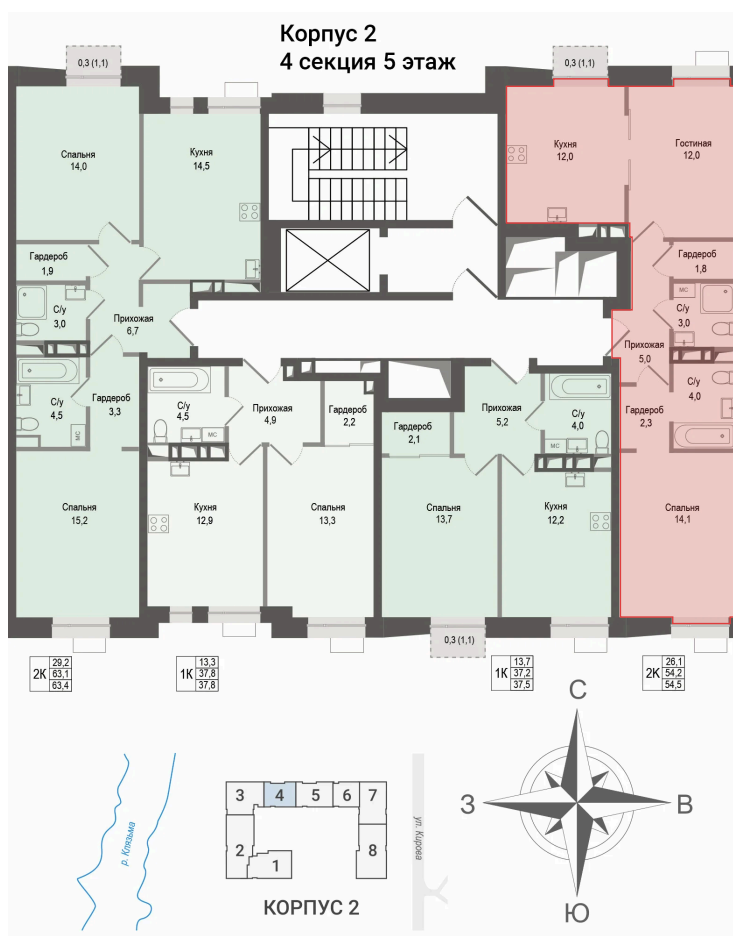 Корпус 2
4 секция 5 этаж
0,3 (1,1)
0,3 (1,1)
Спальня
14,0
Кухня
14,5
Кухня
12,0
Гостиная
12,0
Гардероб
1,9
Гардероб
1,8
С/у
3,0
Прихожая
6,7
МС
С/у
3,0
Прихожая
5,0
С/у
4,5
МС
Гардероб
3,3
С/у
4,5
МС
Прихожая
4,9
Гардероб
2,2
Гардероб
2,1
Прихожая
5,2
С/у
4,0
МС
Гардероб
2,3
С/у
4,0
Спальня
15,2
Кухня
12,9
Спальня
13,3
Спальня
13,7
Кухня
12,2
Спальня
14,1
0,3 (1,1)
2К
29,2
63,1
63,4
1К
13,3
37,8
37,8
1К
13,7
37,2
37,5
2К
26,1
54,2
54,5
р. Клязьма
3
4
5
6
7
2
1
8
КОРПУС 2
ул. Кирова
С
З
В
Ю